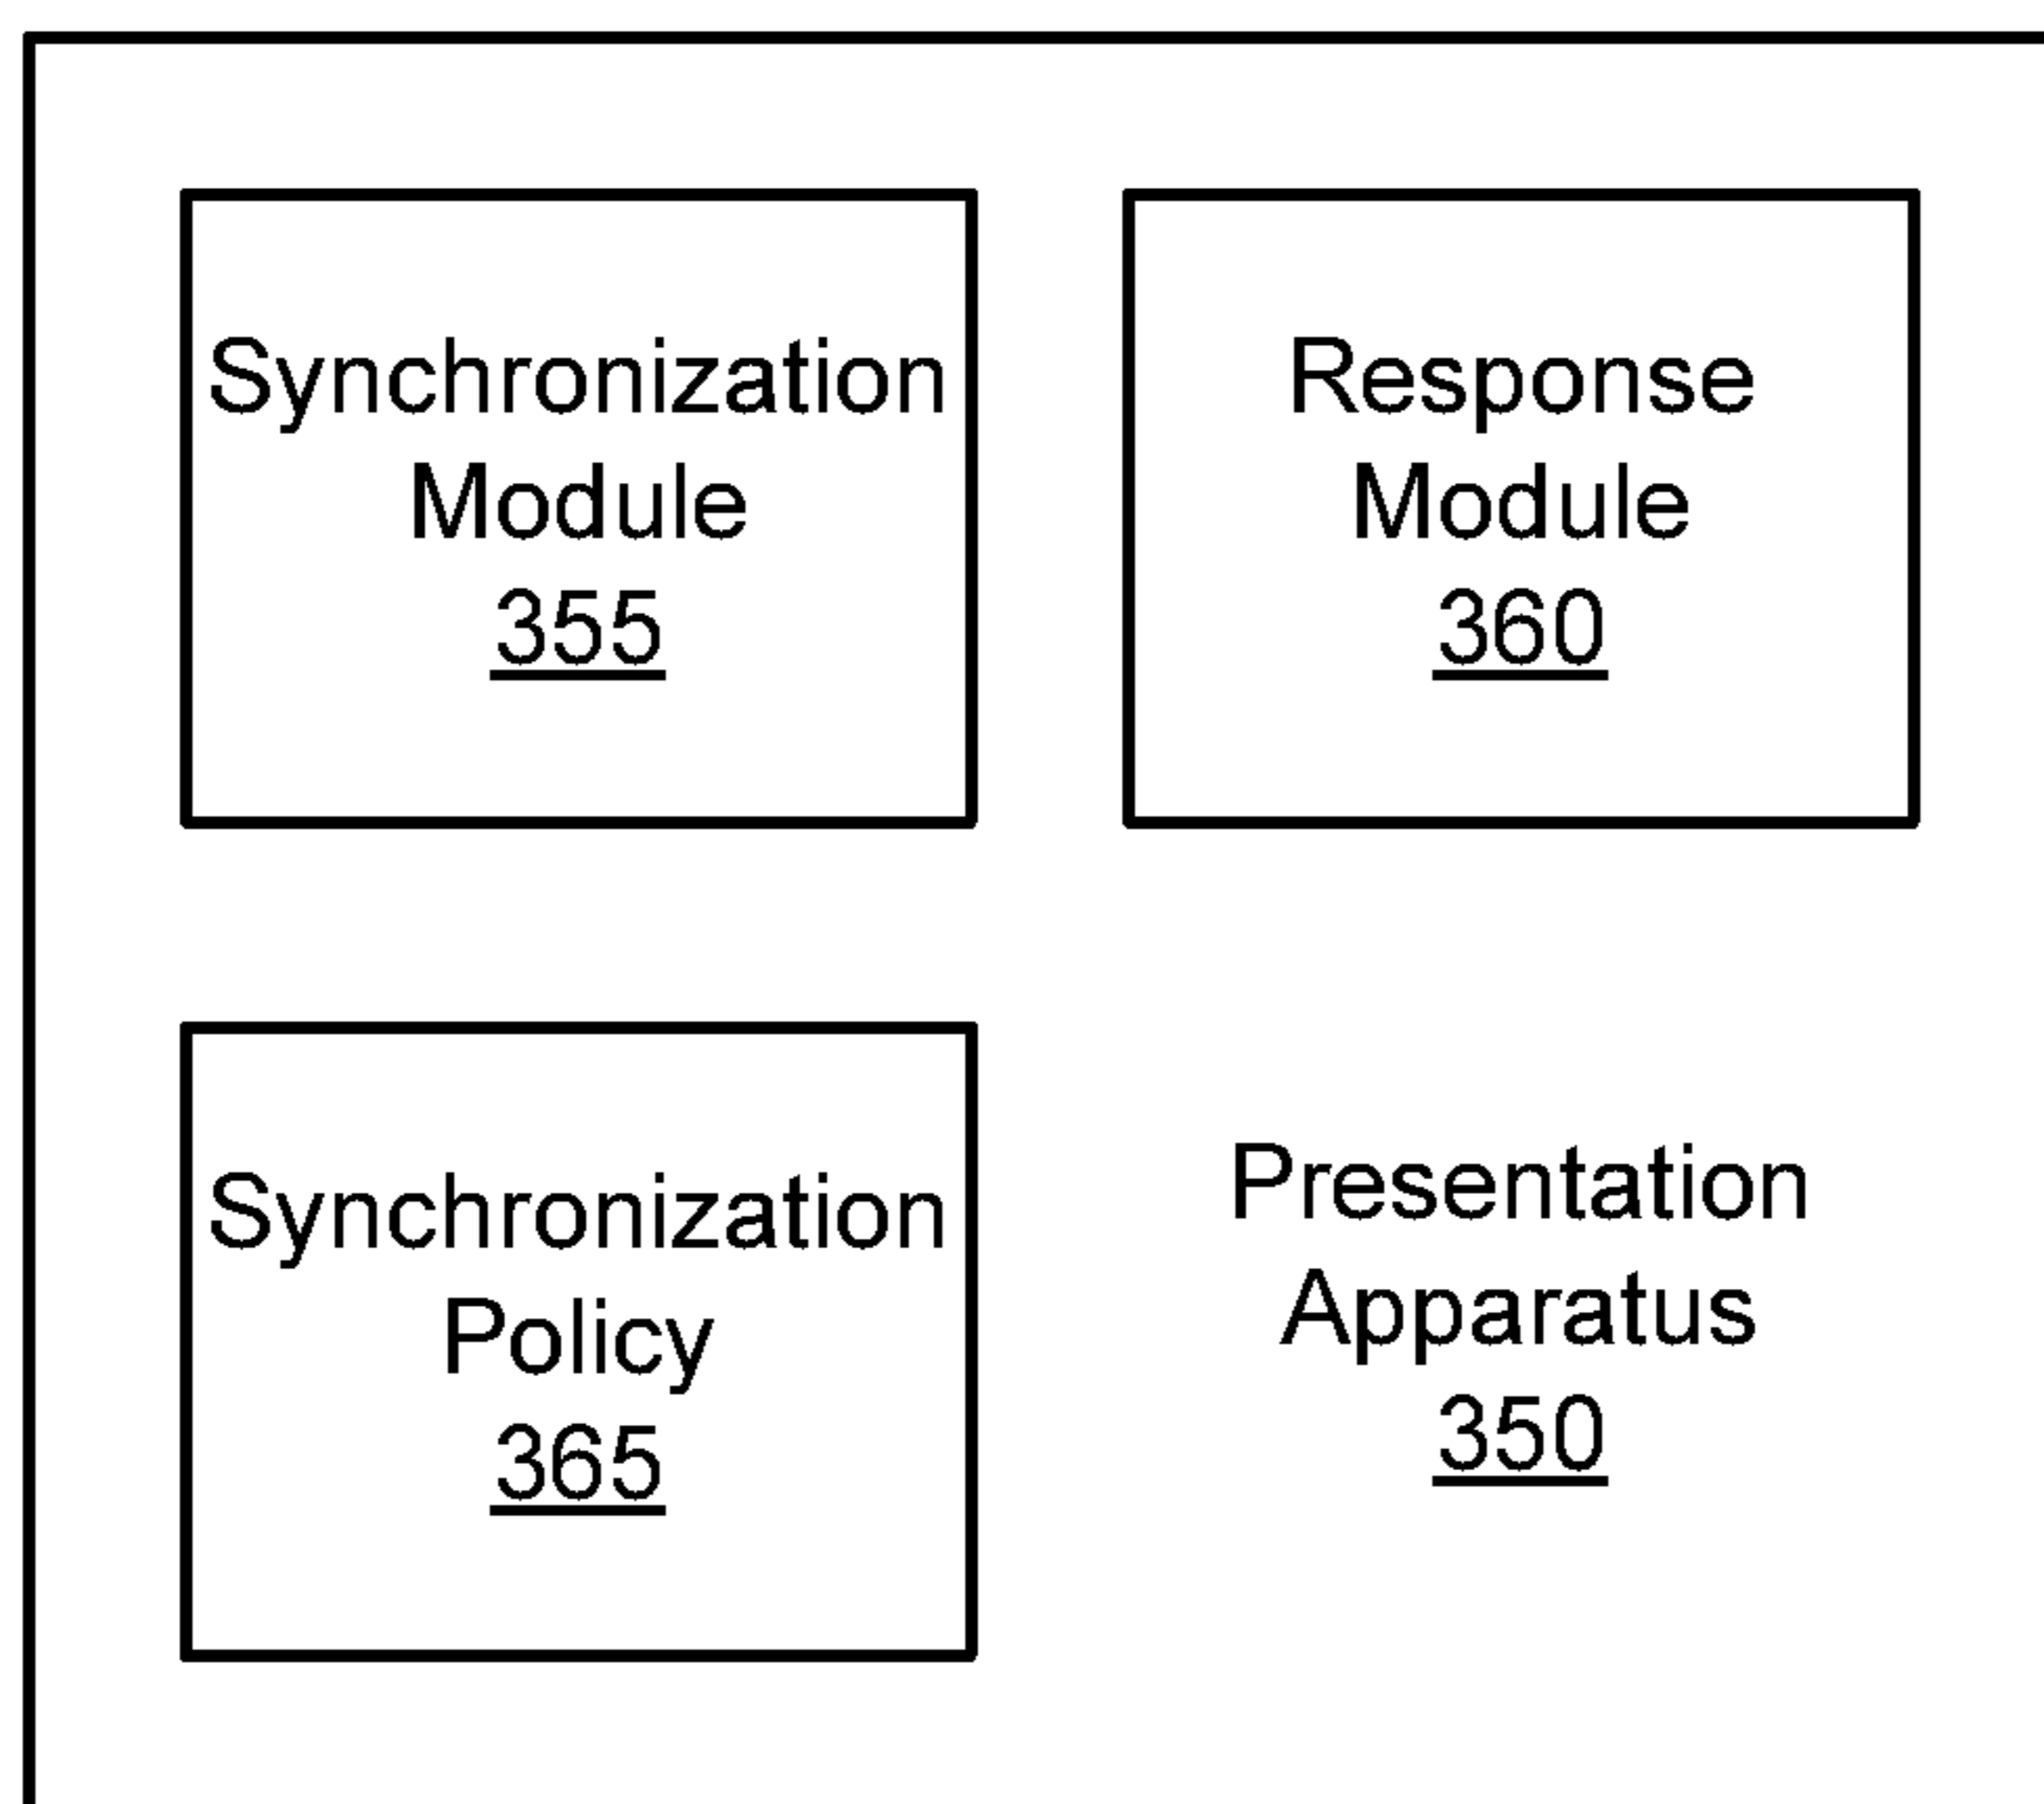 Synchronization
Module
355
Response
Module
360
Synchronization
Policy
365
Presentation
Apparatus
350